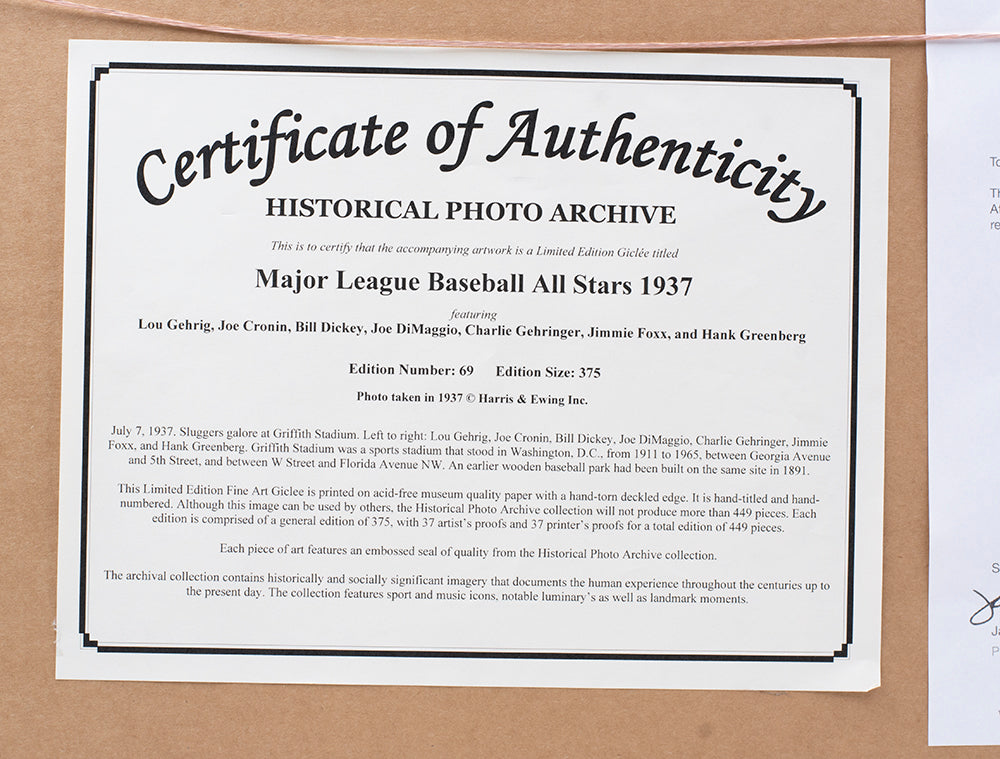 Certificate of Authenticity
HISTORICAL PHOTO ARCHIVE
This is to certify that the accompanying artwork is a Limited Edition Giclée titled
Major League Baseball All Stars 1937
featuring
Lou Gehrig, Joe Cronin, Bill Dickey, Joe DiMaggio, Charlie Gehringer, Jimmie Foxx, and Hank Greenberg
Edition Number: 69 Edition Size: 375
Photo taken in 1937 © Harris & Ewing Inc.
July 7, 1937. Sluggers galore at Griffith Stadium. Left to right: Lou Gehrig, Joe Cronin, Bill Dickey, Joe DiMaggio, Charlie Gehringer, Jimmie
Foxx, and Hank Greenberg. Griffith Stadium was a sports stadium that stood in Washington, D.C., from 1911 to 1965, between Georgia Avenue
and 5th Street, and between W Street and Florida Avenue NW. An earlier wooden baseball park had been built on the same site in 1891.
This Limited Edition Fine Art Giclee is printed on acid-free museum quality paper with a hand-torn deckled edge. It is hand-titled and hand-
numbered. Although this image can be used by others, the Historical Photo Archive collection will not produce more than 449 pieces. Each
edition is comprised of a general edition of 375, with 37 artist's proofs and 37 printer's proofs for a total edition of 449 pieces.
Each piece of art features an embossed seal of quality from the Historical Photo Archive collection.
The archival collection contains historically and socially significant imagery that documents the human experience throughout the centuries up to
the present day. The collection features sport and music icons, notable luminary's as well as landmark moments.